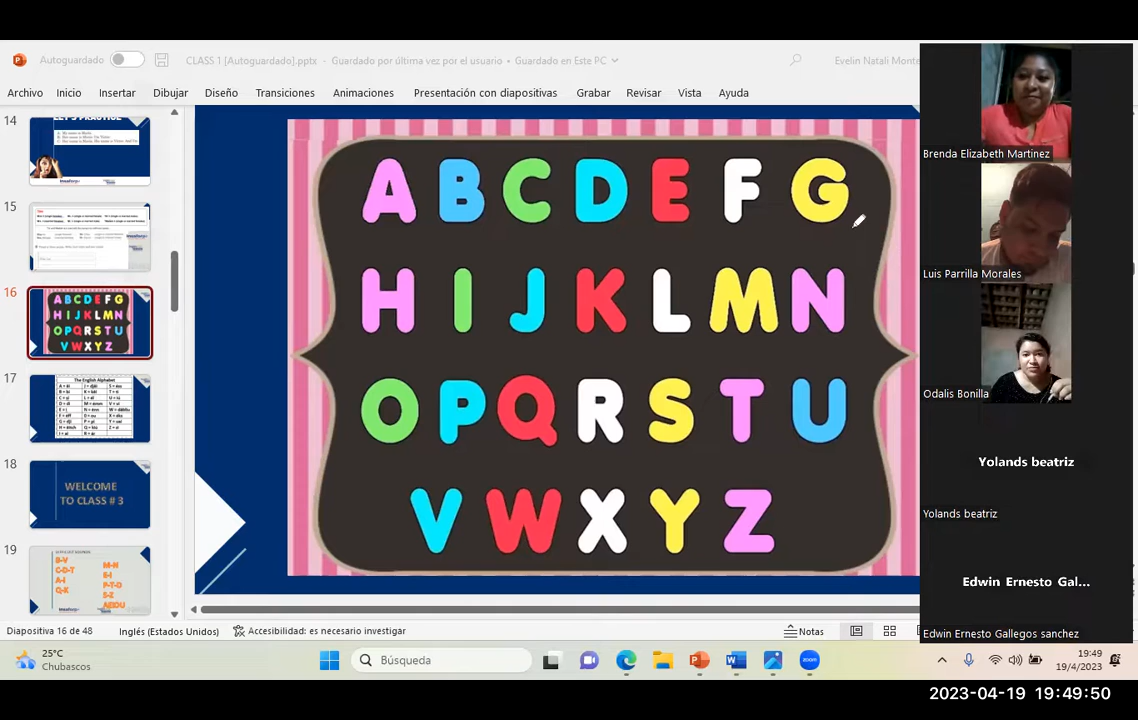 Autoguardado
CLASS 1 [Autoguardado].pptx • Guardado por última vez por el usuario • Guardado en Este PC
Evelin Natali Monte
Archivo Inicio Insertar Dibujar Diseño Transiciones Animaciones Presentación con diapositivas Grabar Revisar Vista Ayuda
14
LET'S PRACTICE
15
16
A B C D E F G
H I J K L M N
O P Q R S T U
V W X Y Z
17
The English Alphabet
18
WELCOME
TO CLASS # 3
19
B-V
C-D-T
A-I
Q-K
M-N
E-I
P-T-D
S-Z
AEIOU
A B C D E F G
H I J K L M N
O P Q R S T U
V W X Y Z
Brenda Elizabeth Martinez
Luis Parrilla Morales
Odalis Bonilla
Yolands beatriz
Yolands beatriz
Edwin Ernesto Gal...
Edwin Ernesto Gallegos sanchez
Diapositiva 16 de 48
Inglés (Estados Unidos)
Accesibilidad: es necesario investigar
Notas
25°C
Chubascos
Búsqueda
zoom
19:49
19/4/2023
2023-04-19 19:49:50